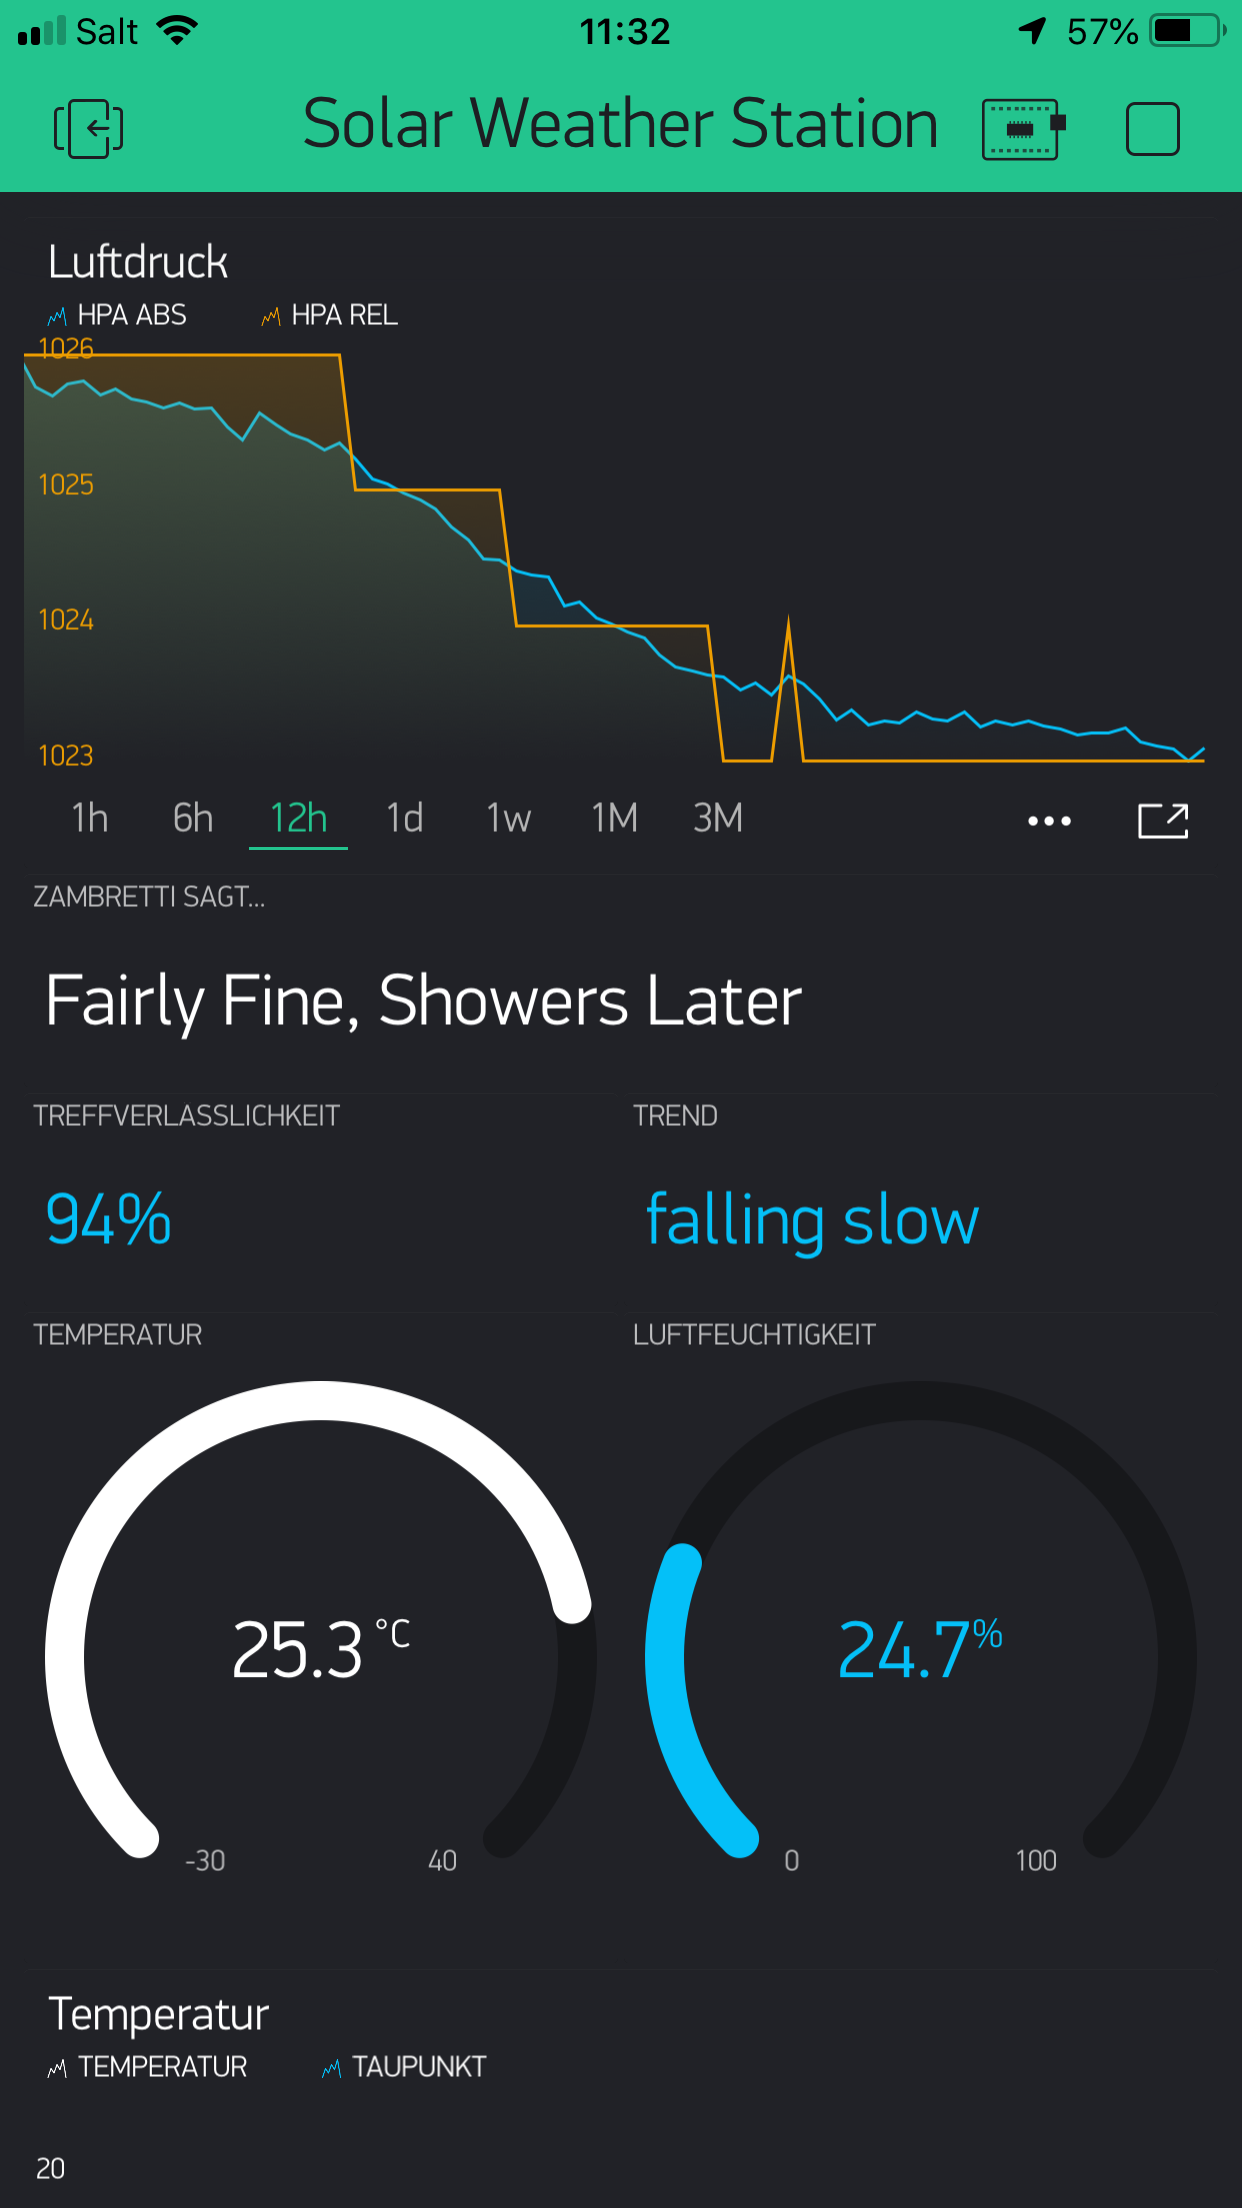 Salt 11:32 57%
Solar Weather Station
Luftdruck
HPA ABS HPA REL
1026
1025
1024
1023
1h 6h 12h 1d 1w 1M 3M
ZAMBRETTI SAGT...
Fairly Fine, Showers Later
TREFFVERLASSLICHKEIT TREND
94% falling slow
TEMPERATUR LUFTFEUCHTIGKEIT
25.3 °C 24.7%
-30 40 0 100
Temperatur
TEMPERATUR TAUPUNKT
20